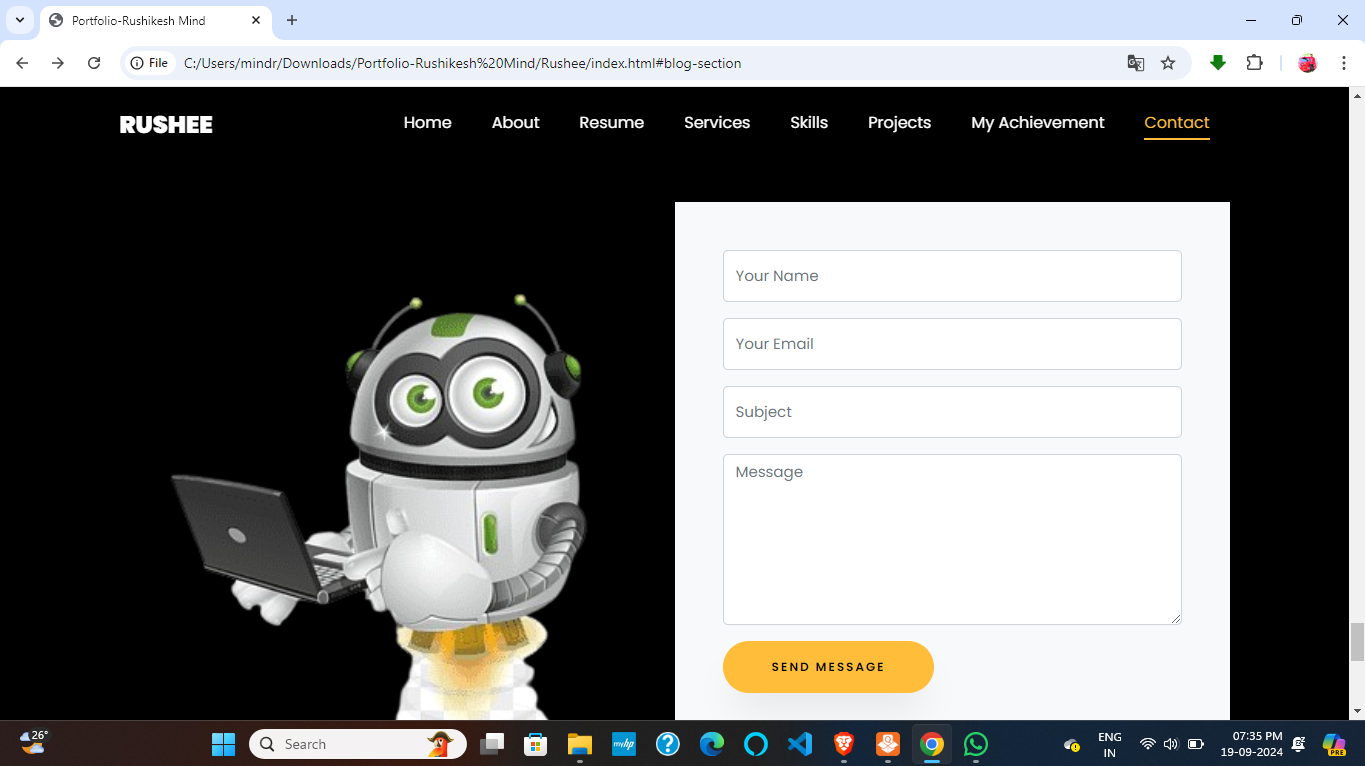 Portfolio-Rushikesh Mind
File C:/Users/mindr/Downloads/Portfolio-Rushikesh%20Mind/Rushee/index.html#blog-section
RUSHEE Home About Resume Services Skills Projects My Achievement Contact
Your Name
Your Email
Subject
Message
SEND MESSAGE
26°
Search
myhp
ENG
IN
07:35 PM
19-09-2024
PRE